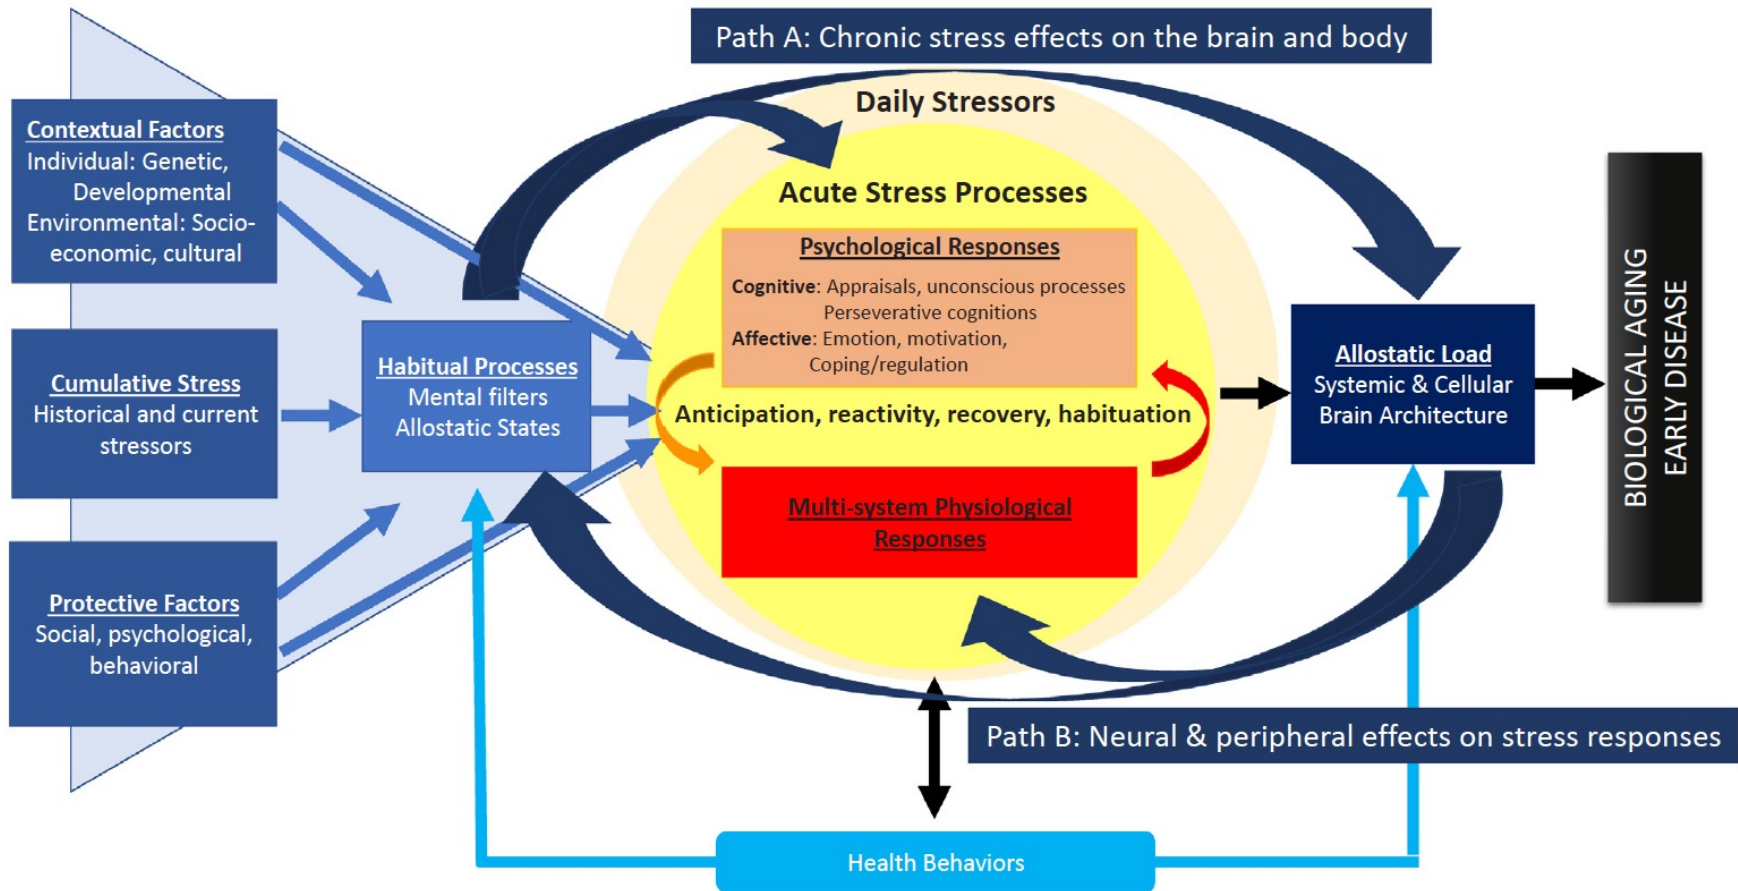 Path A: Chronic stress effects on the brain and body
Contextual Factors
Individual: Genetic,
Developmental
Environmental: Socio-
economic, cultural
Cumulative Stress
Historical and current
stressors
Protective Factors
Social, psychological,
behavioral
Habitual Processes
Mental filters
Allostatic States
Daily Stressors
Acute Stress Processes
Psychological Responses
Cognitive: Appraisals, unconscious processes
Perseverative cognitions
Affective: Emotion, motivation,
Coping/regulation
Anticipation, reactivity, recovery, habituation
Multi-system Physiological
Responses
Allostatic Load
Systemic & Cellular
Brain Architecture
BIOLOGICAL AGING
EARLY DISEASE
Path B: Neural & peripheral effects on stress responses
Health Behaviors